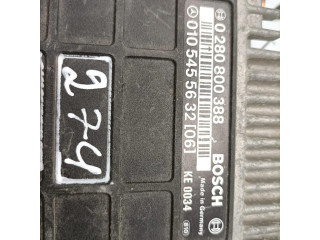 0 280 800 388
010 545 56 32 [06]
BOSCH
Made in Germany
KE 0034
274